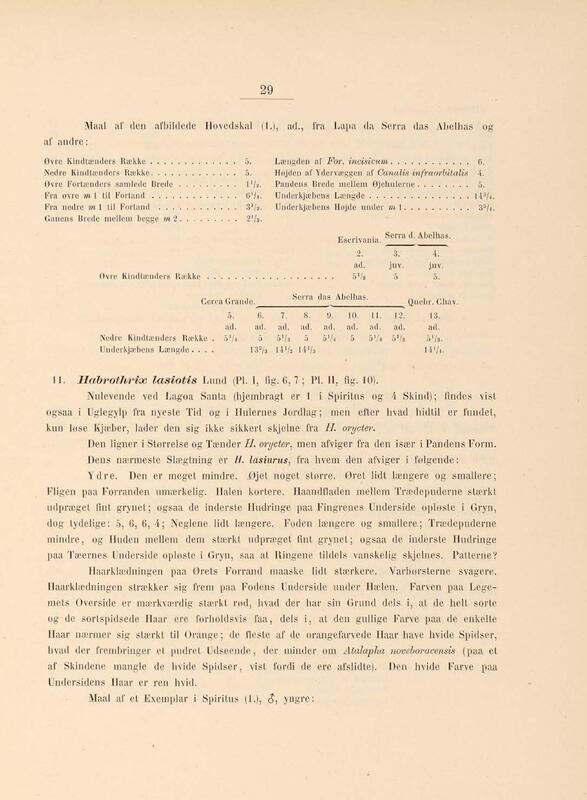 29
Maal af den afbildede Hovedskal (1.), ad., fra Lapa da Serra das Abelhas og
af andre:
Øvre Kindtænders Række . . . . . . . . . . . . . 5.
Nedre Kindtænders Række . . . . . . . . . . . . . 5.
Øvre Fortænders samlede Brede . . . . . . . . . 1½.
Fra øvre m 1 til Forland . . . . . . . . . . . . . 6¼.
Fra nedre m 1 til Forland . . . . . . . . . . . . 
Ganens Brede mellem begge m 2 . . . . . . . . . 2½.
Længden af For. incisivum . . . . . . . . . . . . 6.
Højden af Ydervæggen af Canalis infraorbitalis 4.
Pandens Brede mellem Øjehulerne . . . . . . . . 5.
Underkjæbens Længde . . . . . . . . . . . . . . 14¾.
Underkjæbens Højde under m 1 . . . . . . . . . . 3¾.
Escrivania. Serra d. Abelhas.
2. 3. 4.
ad. juv. juv.
Øvre Kindtænders Række . . . . . . . . . . . . . . . . . . 5½ 5 5.
Cerca Grande. Serra das Abelhas. Quebr. Chav.
5. 6. 7. 8. 9. 10. 11. 12. 13.
ad. ad. ad. ad. ad. ad. ad. ad. ad.
Nedre Kindtænders Række . 5¼ 5 5½ 5 5¼ 5 5¼ 5½ 5½.
Underkjæbens Længde . . . . 14½ 14½ 14¼.
11. Habrothrix lasiotis Lund (Pl. I, fig. 6, 7; Pl. II, fig. 10).
Nulevende ved Lagoa Santa (hjembragt er 1 i Spiritus og 4 Skind); findes vist
ogsaa i Uglegylp fra nyeste Tid og i Hulernes Jordlag; men efter hvad hidtil er fundet,
kun løse Kjæber, lader den sig ikke sikkert skjelne fra H. orycter.
Den ligner i Størrelse og Tænder H. orycter, men afviger fra den især i Pandens Form.
Dens nærmeste Slægtning er H. lasiurus, fra hvem den afviger i følgende:
Ydre. Den er meget mindre. Øjet noget større. Øret lidt længere og smallere;
Fligen paa Forranden umærkelig. Halen kortere. Haandfladen mellem Trædepuderne stærkt
udpræget fint grynet; ogsaa de inderste Hudringe paa Fingrenes Underside opløste i Gryn,
dog tydelige: 5, 6, 6, 4; Neglene lidt længere. Foden længere og smallere; Trædepuderne
mindre, og Huden mellem dem stærkt udpræget fint grynet; ogsaa de inderste Hudringe
paa Tæernes Underside opløste i Gryn, saa at Ringene tildels vanskelig skjelnes. Patterne?
Haarklædningen paa Ørets Forrand maaske lidt stærkere. Varborsterne svagere.
Haarklædningen strækker sig frem paa Fodens Underside under Hælen. Farven paa Lege-
mets Overside er mærkværdig stærkt rød, hvad der har sin Grund dels i, at de helt sorte
og de sortspidsede Haar ere forholdsvis faa, dels i, at den gullige Farve paa de enkelte
Haar nærmer sig stærkt til Orange; de fleste af de orangefarvede Haar have hvide Spidser,
hvad der frembringer et pudret Udseende, der minder om Atalapha noveboracensis (paa et
af Skindene mangle de hvide Spidser, vist fordi de ere afslidte). Den hvide Farve paa
Undersidens Haar er ren hvid.
Maal af et Exemplar i Spiritus (1.), ♂, yngre: